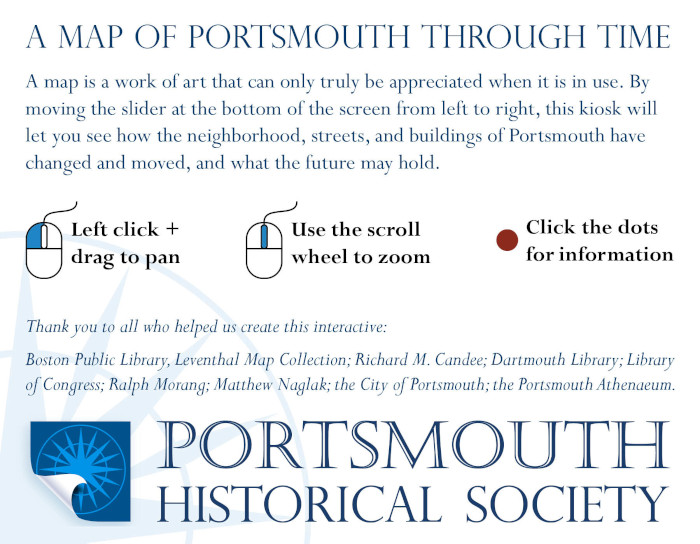 A MAP OF PORTSMOUTH THROUGH TIME
A map is a work of art that can only truly be appreciated when it is in use. By
moving the slider at the bottom of the screen from left to right, this kiosk will
let you see how the neighborhood, streets, and buildings of Portsmouth have
changed and moved, and what the future may hold.
Left click +
drag to pan
Use the scroll
wheel to zoom
Click the dots
for information
Thank you to all who helped us create this interactive:
Boston Public Library, Leventhal Map Collection; Richard M. Candee; Dartmouth Library; Library
of Congress; Ralph Morang; Matthew Naglak; the City of Portsmouth; the Portsmouth Athenaeum.
PORTSMOUTH
HISTORICAL SOCIETY